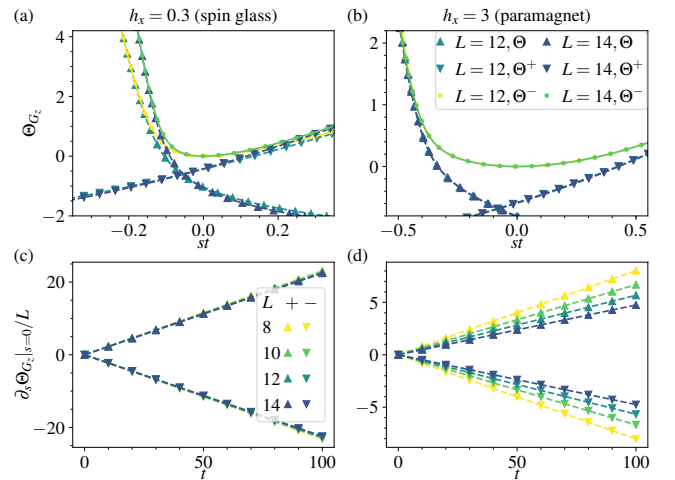 (a) h_x = 0.3 (spin glass)
(b) h_x = 3 (paramagnet)
Θ_{G_z}
4
2
0
−2
−0.2 0.0 0.2
st
2
1
0
−0.5 0.0 0.5
st
L = 12, Θ L = 14, Θ
L = 12, Θ⁺ L = 14, Θ⁺
L = 12, Θ⁻ L = 14, Θ⁻
(c)
(d)
∂_sΘ_{G_z}|_{s=0}/L
20
0
−20
0 50 100
t
L + −
8
10
12
14
5
0
−5
0 50 100
t